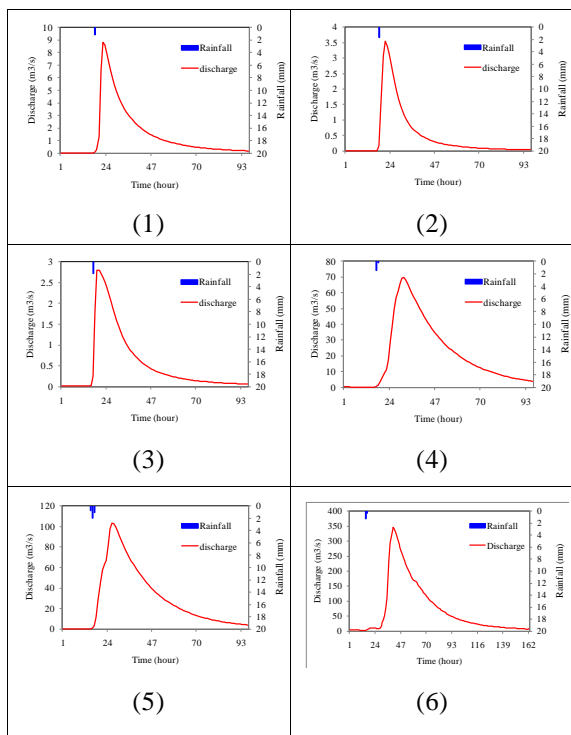 10 0
9 2
8 4
7 6
6 8
5 10
4 12
3 14
2 16
1 18
0 20
Discharge (m3/s)
Rainfall (mm)
Rainfall
discharge
1 24 47 70 93
Time (hour)
(1)
4 0
3.5 2
3 4
2.5 6
2 8
1.5 10
1 12
0.5 14
0 16
18
20
Discharge (m3/s)
Rainfall (mm)
Rainfall
discharge
1 24 47 70 93
Time (hour)
(2)
3 0
2.5 2
2 4
1.5 6
1 8
0.5 10
0 12
14
16
18
20
Discharge (m3/s)
Rainfall (mm)
Rainfall
discharge
1 24 47 70 93
Time (hour)
(3)
80 0
70 2
60 4
50 6
40 8
30 10
20 12
10 14
0 16
18
20
Discharge (m3/s)
Rainfall (mm)
Rainfall
discharge
1 24 47 70 93
Time (hour)
(4)
120 0
100 2
80 4
60 6
40 8
20 10
0 12
14
16
18
20
Discharge (m3/s)
Rainfall (mm)
Rainfall
discharge
1 24 47 70 93
Time (hour)
(5)
400 0
350 2
300 4
250 6
200 8
150 10
100 12
50 14
0 16
18
20
Discharge (m3/s)
Rainfall (mm)
Rainfall
Discharge
1 24 47 70 93 116 139 162
Time (hour)
(6)